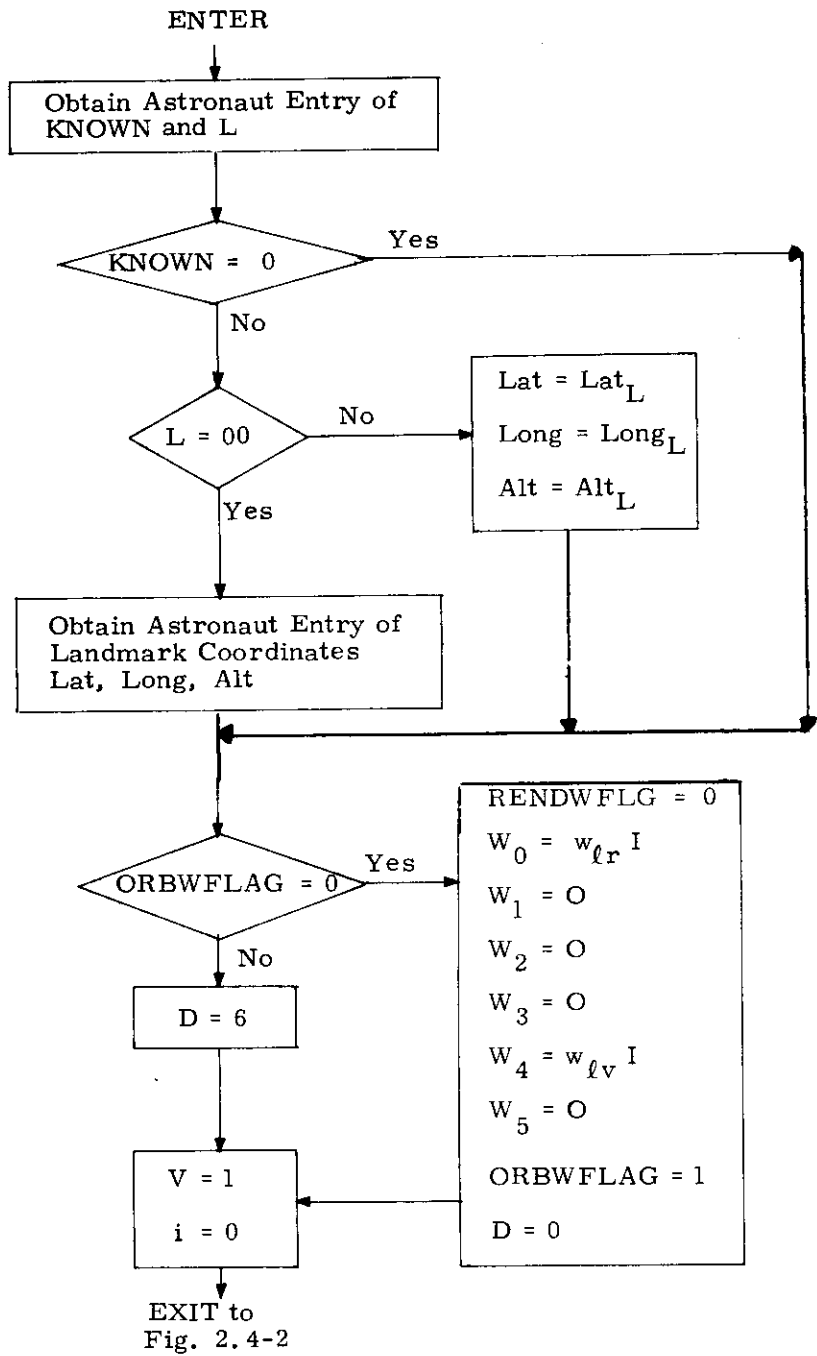 ENTER
Obtain Astronaut Entry of
KNOWN and L
KNOWN = 0
Yes
No
L = 00
No
Yes
Lat = Lat_L
Long = Long_L
Alt = Alt_L
Obtain Astronaut Entry of
Landmark Coordinates
Lat, Long, Alt
ORBWFLAG = 0
Yes
No
D = 6
RENDWFLG = 0
W_0 = w_ℓr I
W_1 = O
W_2 = O
W_3 = O
W_4 = w_ℓv I
W_5 = O
ORBWFLAG = 1
D = 0
V = 1
i = 0
EXIT to
Fig. 2.4-2